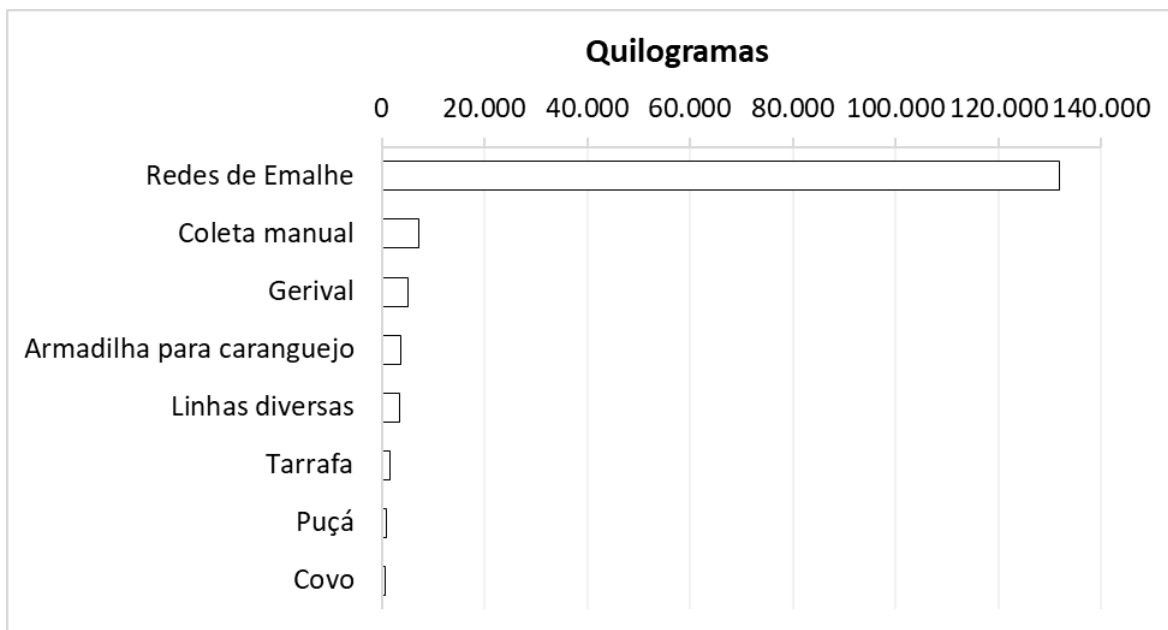 Quilogramas
0 20.000 40.000 60.000 80.000 100.000 120.000 140.000
Redes de Emalhe
Coleta manual
Gerival
Armadilha para caranguejo
Linhas diversas
Tarrafa
Puçá
Covo